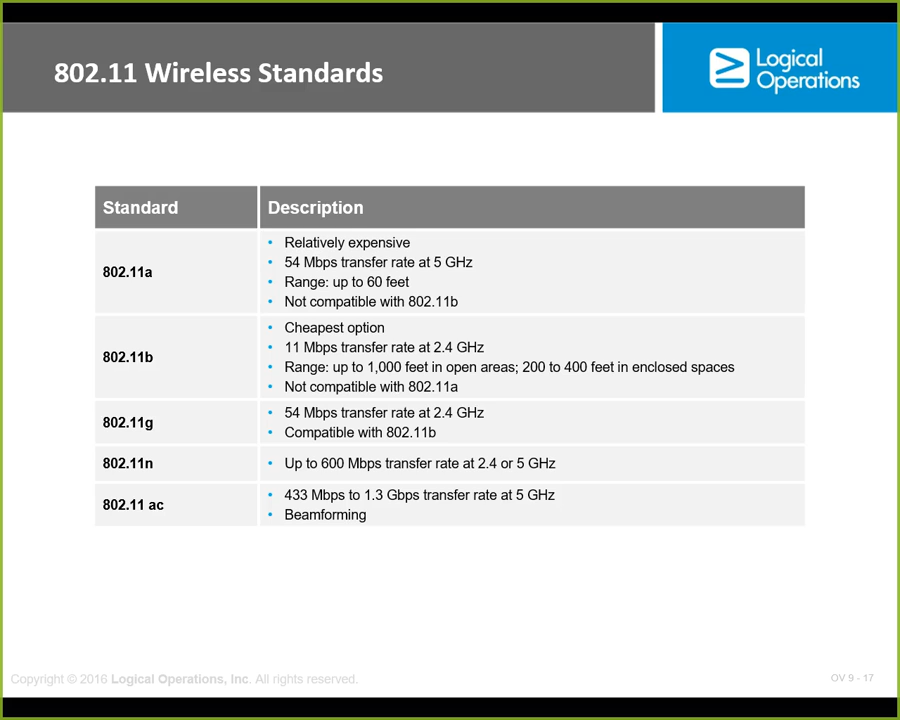 802.11 Wireless Standards
Logical
Operations
Standard
Description
802.11a
• Relatively expensive
• 54 Mbps transfer rate at 5 GHz
• Range: up to 60 feet
• Not compatible with 802.11b
802.11b
• Cheapest option
• 11 Mbps transfer rate at 2.4 GHz
• Range: up to 1,000 feet in open areas; 200 to 400 feet in enclosed spaces
• Not compatible with 802.11a
802.11g
• 54 Mbps transfer rate at 2.4 GHz
• Compatible with 802.11b
802.11n
• Up to 600 Mbps transfer rate at 2.4 or 5 GHz
802.11 ac
• 433 Mbps to 1.3 Gbps transfer rate at 5 GHz
• Beamforming
Copyright © 2016 Logical Operations, Inc. All rights reserved.
OV 9 - 17